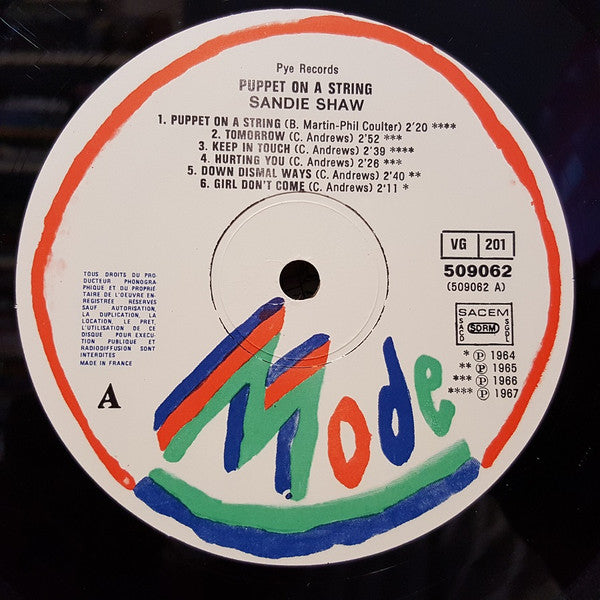 Pye Records
PUPPET ON A STRING
SANDIE SHAW
1. PUPPET ON A STRING (B. Martin-Phil Coulter) 2'20 ****
2. TOMORROW (C. Andrews) 2'52 ***
3. KEEP IN TOUCH (C. Andrews) 2'39 ****
4. HURTING YOU (C. Andrews) 2'26 ***
5. DOWN DISMAL WAYS (C. Andrews) 2'40 **
6. GIRL DON'T COME (C. Andrews) 2'11 *
VG 201
509062
(509062 A)
TOUS DROITS DU PRO
DUCTEUR PHONOGRA
PHIQUE ET DU PROPRIE
TAIRE DE L'OEUVRE EN
REGISTREE RESERVES
SAUF AUTORISATION,
LA DUPLICATION, LA
LOCATION, LE PRET,
L'UTILISATION DE CE
DISQUE POUR EXECU
TION PUBLIQUE ET
RADIODIFFUSION SONT
INTERDITES
MADE IN FRANCE
SACEM
SACD SDRM SGDL
* Ⓟ 1964
** Ⓟ 1965
*** Ⓟ 1966
**** Ⓟ 1967
A
Mode